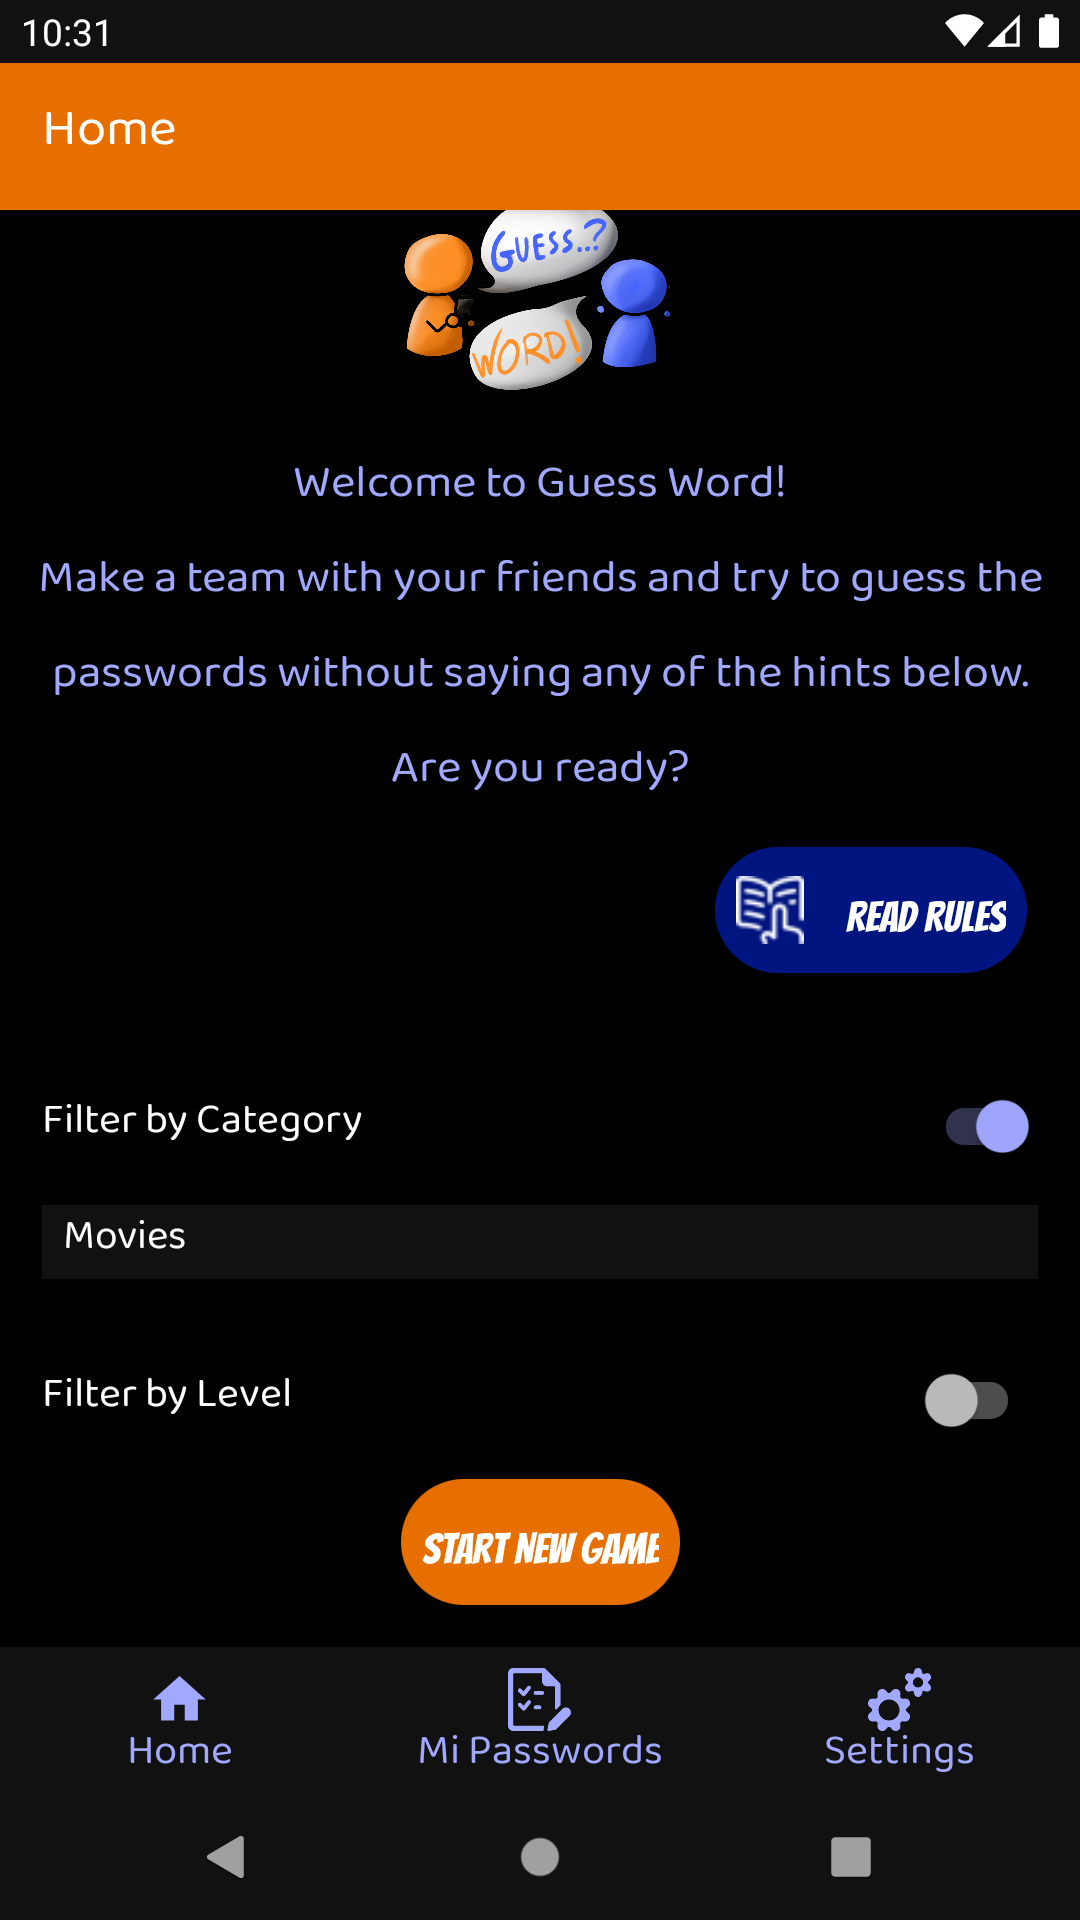 10:31
Home
GUESS..?
WORD!
Welcome to Guess Word!
Make a team with your friends and try to guess the
passwords without saying any of the hints below.
Are you ready?
READ RULES
Filter by Category
Movies
Filter by Level
START NEW GAME
Home
Mi Passwords
Settings